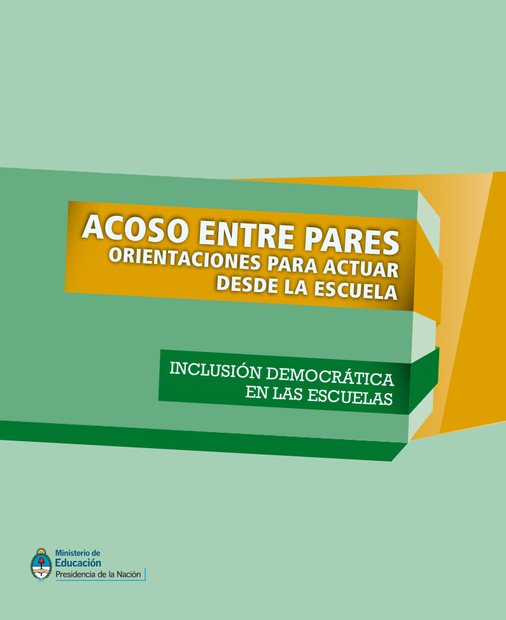 ACOSO ENTRE PARES
ORIENTACIONES PARA ACTUAR
DESDE LA ESCUELA
INCLUSIÓN DEMOCRÁTICA
EN LAS ESCUELAS
Ministerio de
Educación
Presidencia de la Nación